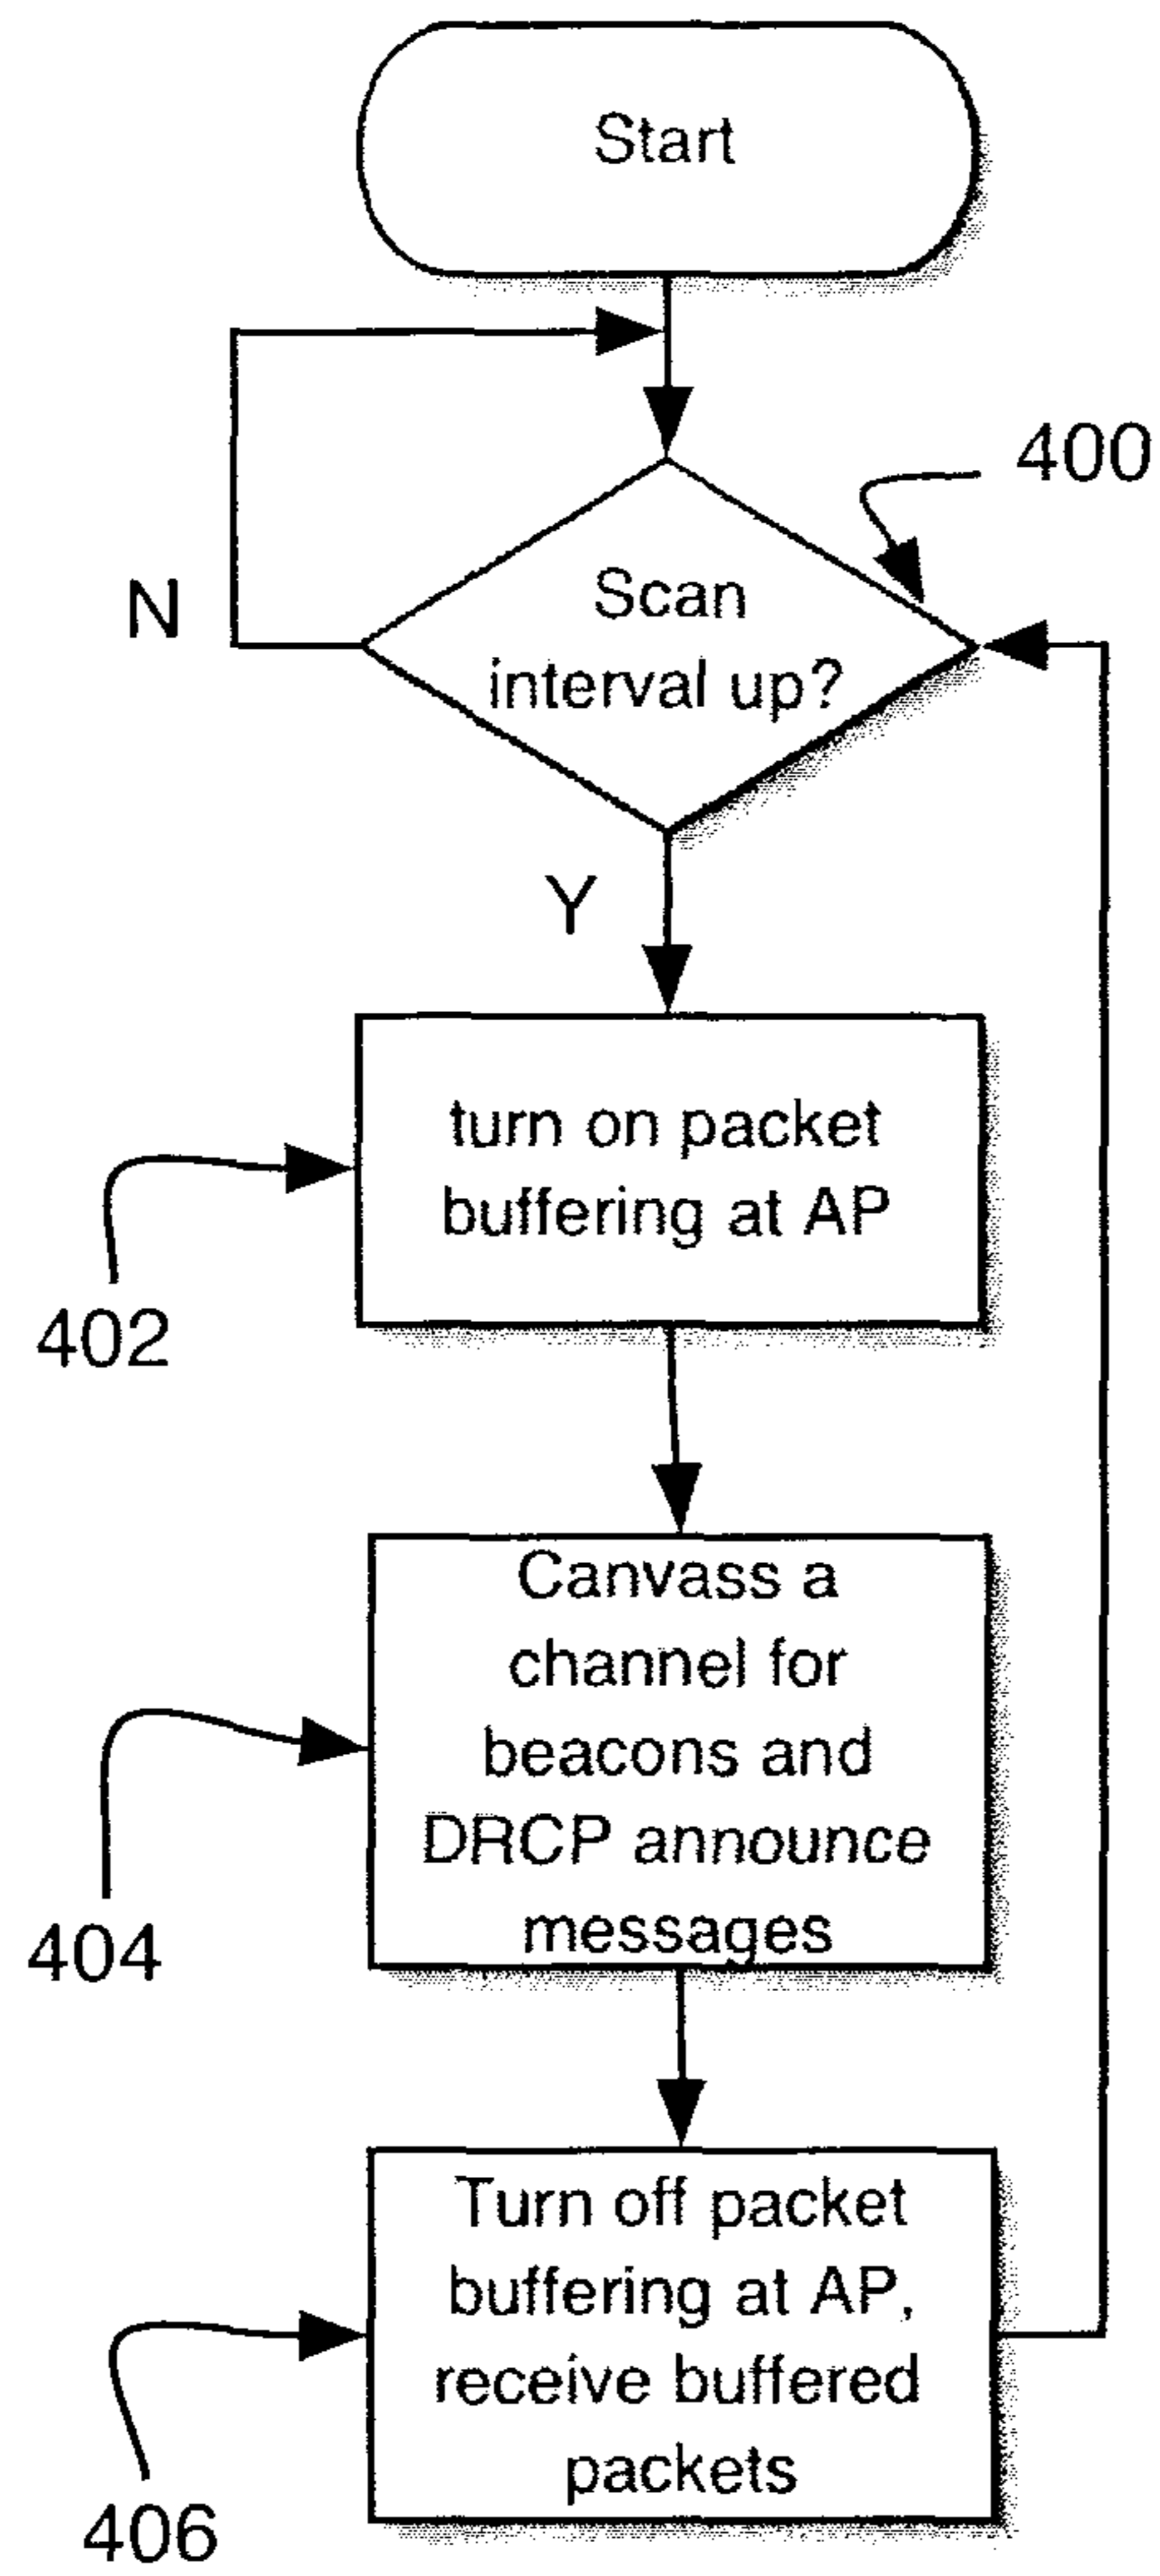 Start
400
N
Scan
interval up?
Y
turn on packet
buffering at AP
402
Canvass a
channel for
beacons and
DRCP announce
messages
404
Turn off packet
buffering at AP,
receive buffered
packets
406